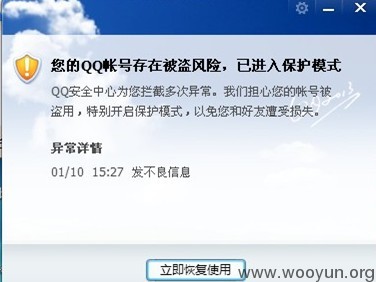 您的QQ帐号存在被盗风险，已进入保护模式
QQ安全中心为您拦截多次异常。我们担心您的帐号被
盗用，特别开启保护模式，以免您和好友遭受损失。
异常详情
01/10 15:27 发不良信息
立即恢复使用
www.wooyun.org